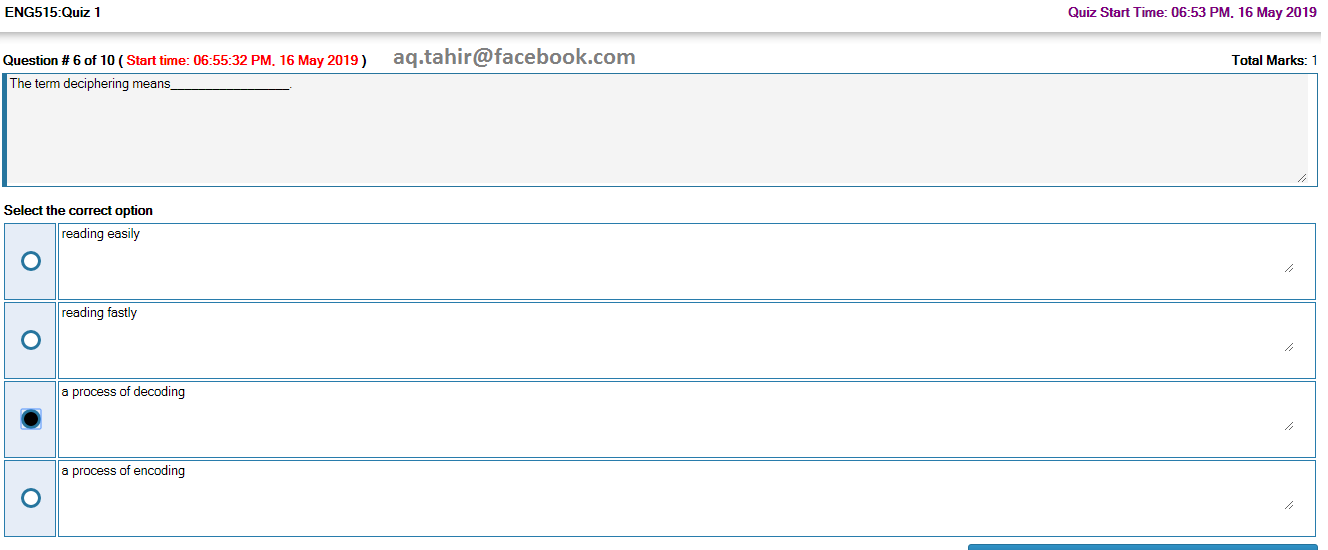 ENG515:Quiz 1 Quiz Start Time: 06:53 PM, 16 May 2019
Question # 6 of 10 ( Start time: 06:55:32 PM, 16 May 2019 ) aq.tahir@facebook.com Total Marks: 1
The term deciphering means_________________.
Select the correct option
reading easily
reading fastly
a process of decoding
a process of encoding